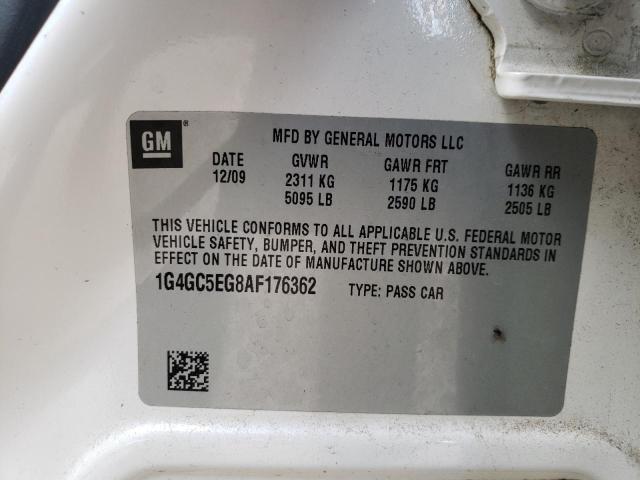 GM ®
MFD BY GENERAL MOTORS LLC
DATE GVWR GAWR FRT GAWR RR
12/09 2311 KG 1175 KG 1136 KG
5095 LB 2590 LB 2505 LB
THIS VEHICLE CONFORMS TO ALL APPLICABLE U.S. FEDERAL MOTOR
VEHICLE SAFETY, BUMPER, AND THEFT PREVENTION STANDARDS IN
EFFECT ON THE DATE OF MANUFACTURE SHOWN ABOVE.
1G4GC5EG8AF176362 TYPE: PASS CAR